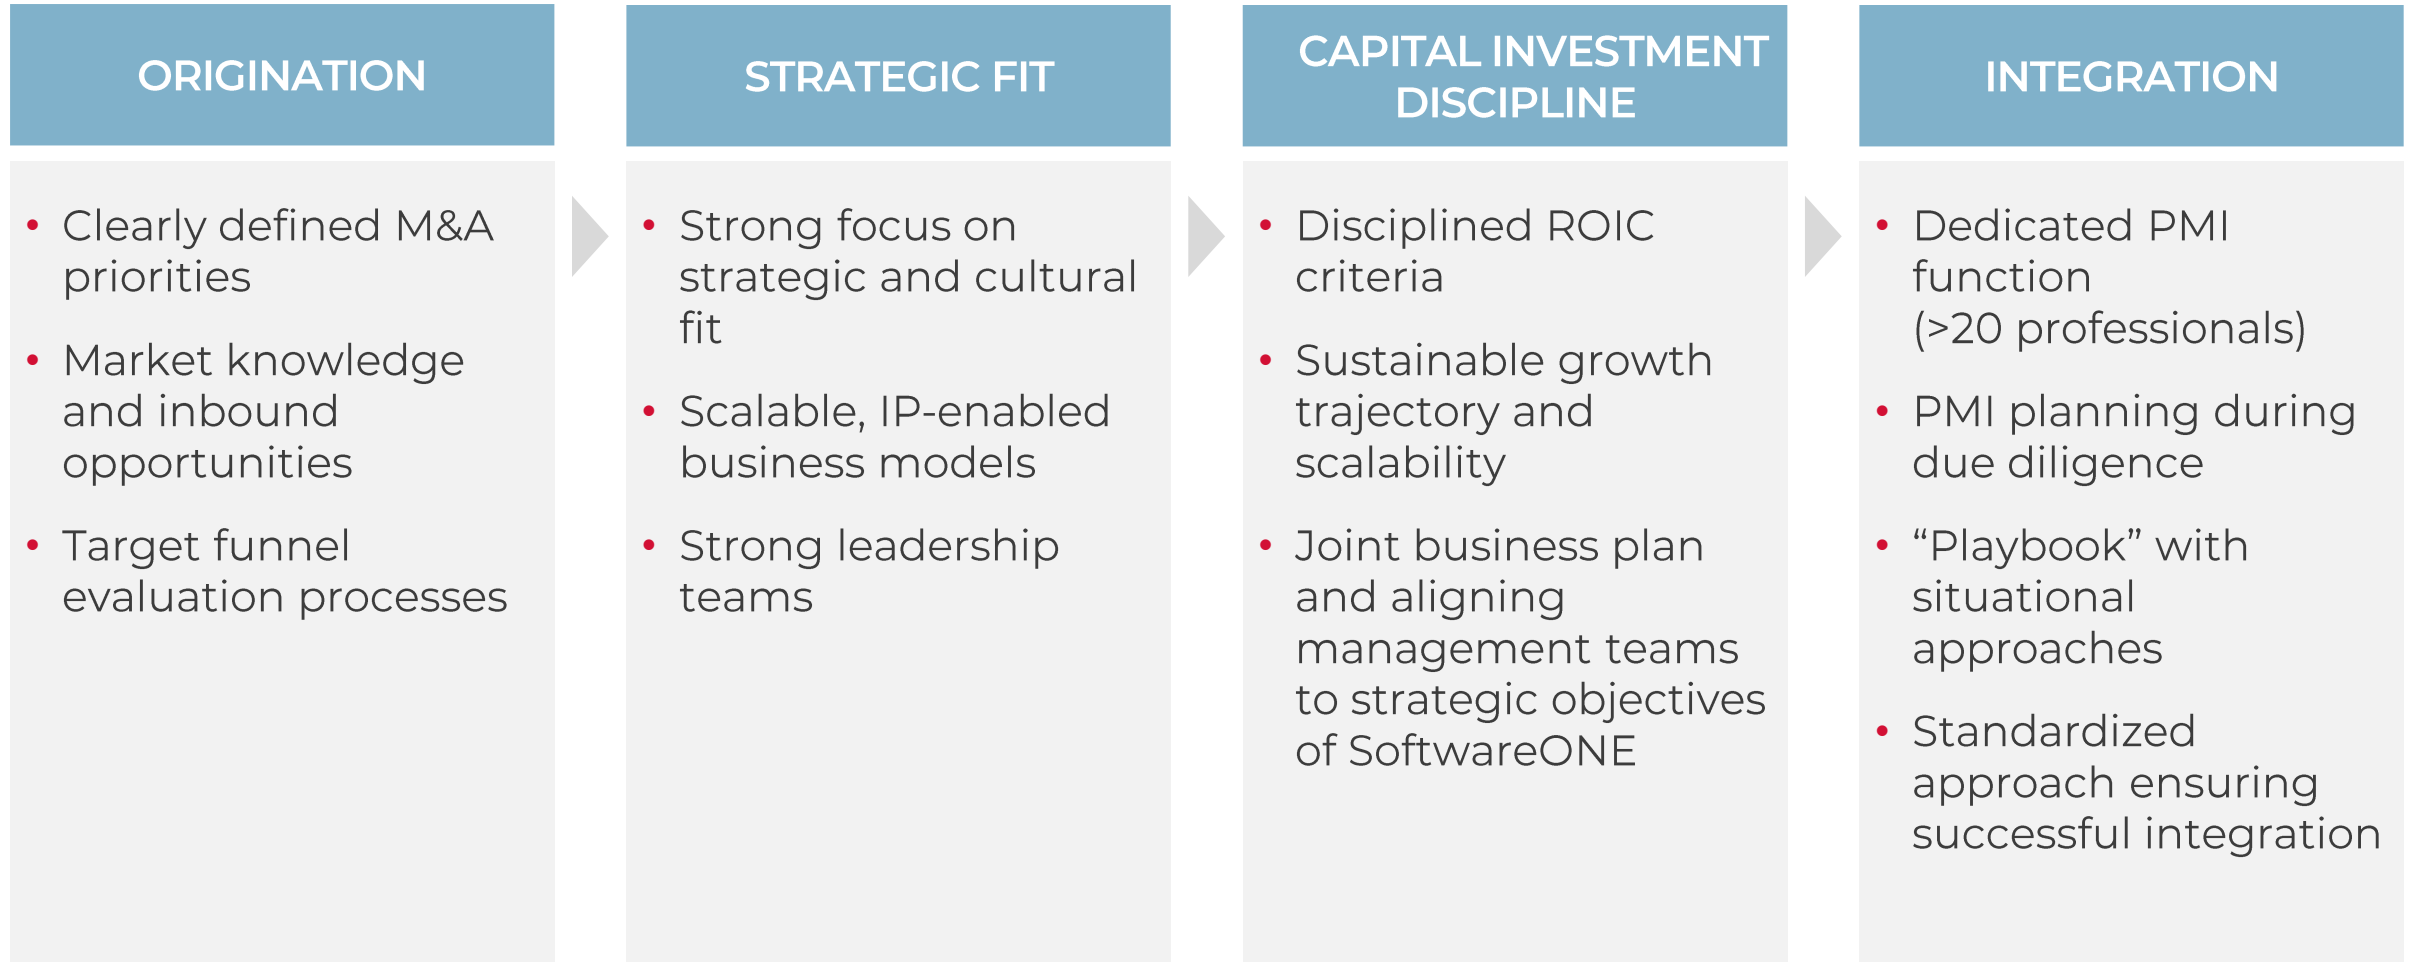 ORIGINATION
• Clearly defined M&A
priorities
• Market knowledge
and inbound
opportunities
• Target funnel
evaluation processes
STRATEGIC FIT
• Strong focus on
strategic and cultural
fit
• Scalable, IP-enabled
business models
• Strong leadership
teams
CAPITAL INVESTMENT
DISCIPLINE
• Disciplined ROIC
criteria
• Sustainable growth
trajectory and
scalability
• Joint business plan
and aligning
management teams
to strategic objectives
of SoftwareONE
INTEGRATION
• Dedicated PMI
function
(>20 professionals)
• PMI planning during
due diligence
• “Playbook” with
situational
approaches
• Standardized
approach ensuring
successful integration